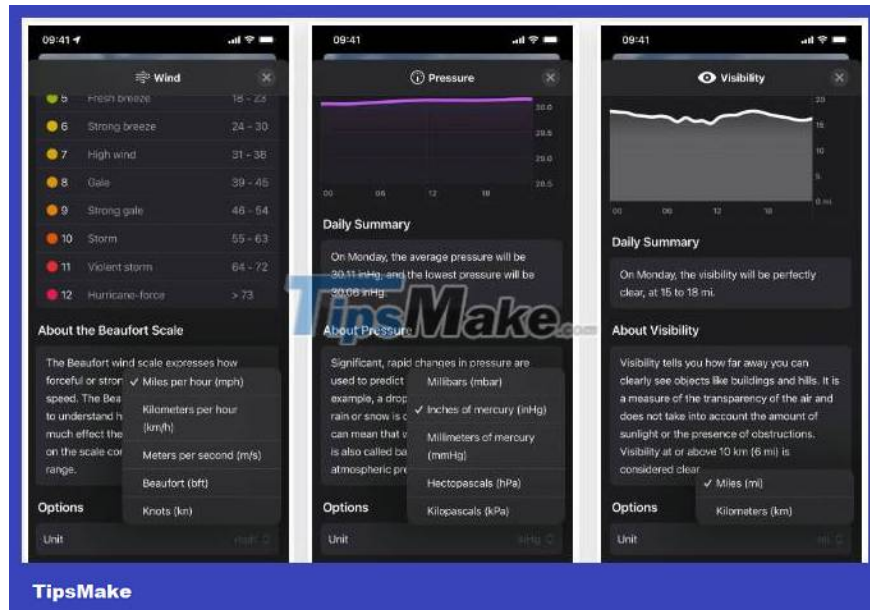 09:41
Wind
5 Fresh breeze 18 – 23
6 Strong breeze 24 – 30
7 High wind 31 – 38
8 Gale 39 – 45
9 Strong gale 46 – 54
10 Storm 55 – 63
11 Violent storm 64 – 72
12 Hurricane-force > 73
About the Beaufort Scale
The Beaufort wind scale expresses how
forceful or stron
speed. The Bea
to understand h
much effect the
on the scale cor
range.
✓ Miles per hour (mph)
Kilometers per hour
(km/h)
Meters per second (m/s)
Beaufort (bft)
Knots (kn)
Options
Unit mph
09:41
Pressure
30.0
29.5
29.0
28.5
00 06 12 18
Daily Summary
On Monday, the average pressure will be
30.11 inHg, and the lowest pressure will be
30.06 inHg.
About Pressure
Significant, rapid changes in pressure are
used to predict
example, a drop
rain or snow is c
can mean that w
is also called ba
atmospheric pre
Millibars (mbar)
✓ Inches of mercury (inHg)
Millimeters of mercury
(mmHg)
Hectopascals (hPa)
Kilopascals (kPa)
Options
Unit inHg
09:41
Visibility
20
15
10
5
0 mi
00 06 12 18
Daily Summary
On Monday, the visibility will be perfectly
clear, at 15 to 18 mi.
About Visibility
Visibility tells you how far away you can
clearly see objects like buildings and hills. It is
a measure of the transparency of the air and
does not take into account the amount of
sunlight or the presence of obstructions.
Visibility at or above 10 km (6 mi) is
considered clear
✓ Miles (mi)
Kilometers (km)
Options
Unit mi
TipsMake.com
TipsMake